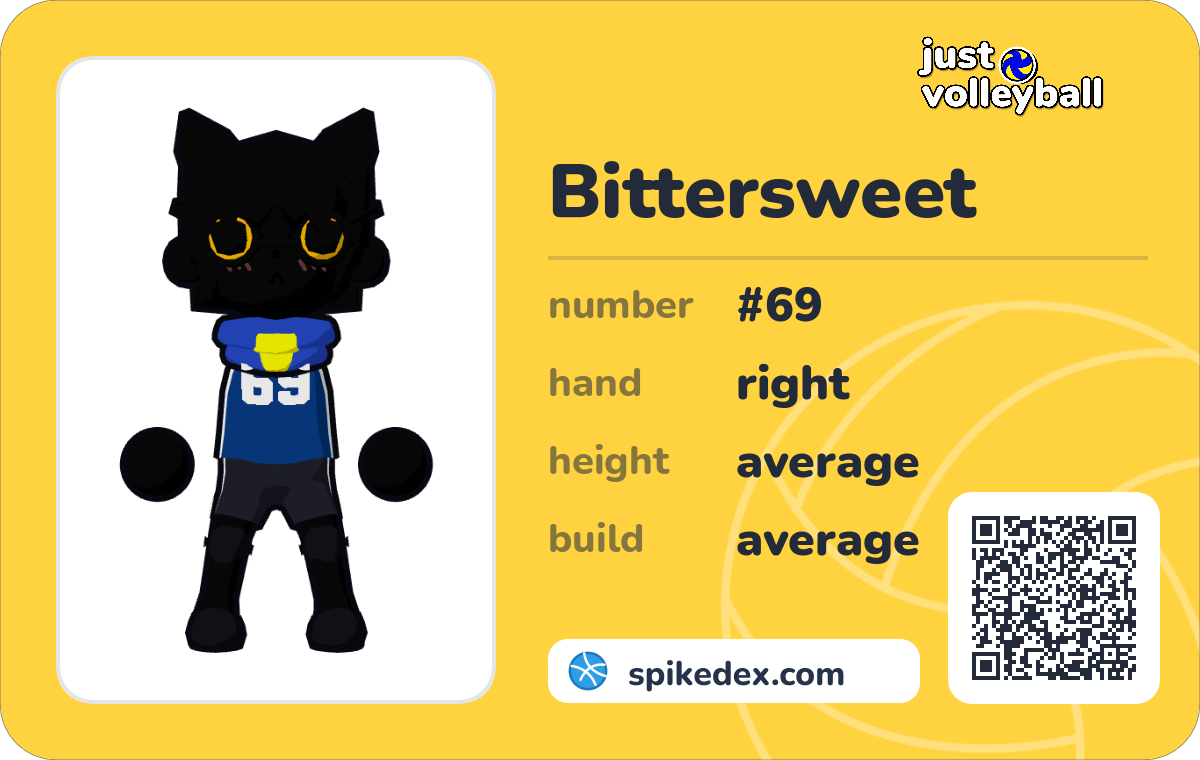 just
volleyball
Bittersweet
number #69
hand right
height average
build average
69
spikedex.com